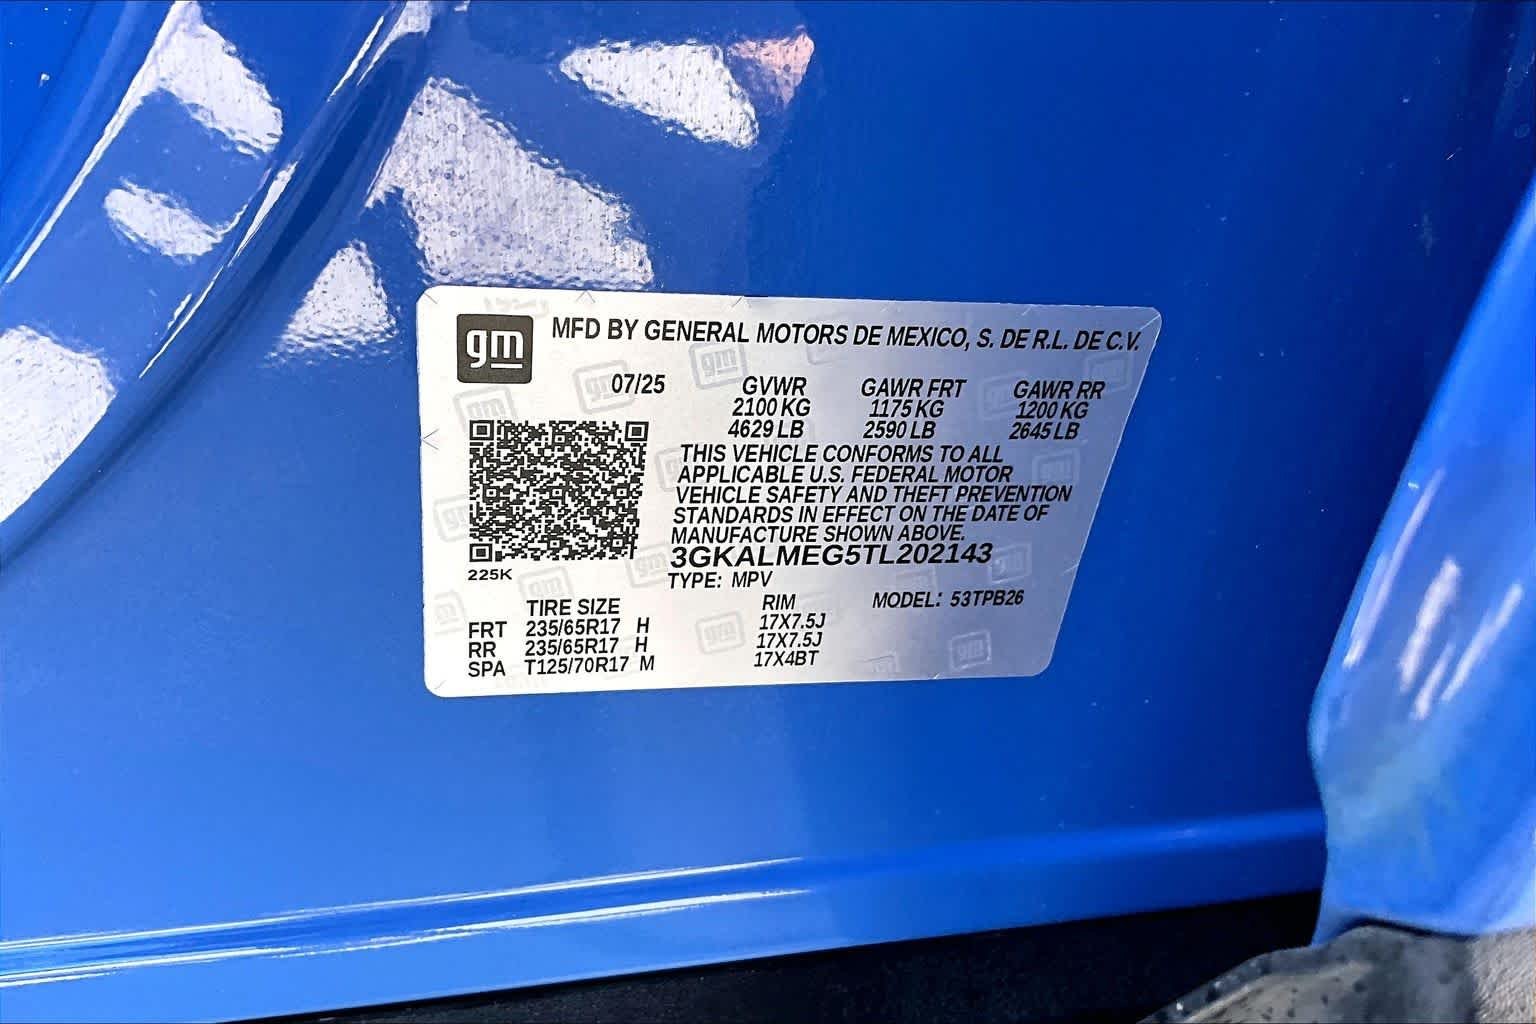 gm MFD BY GENERAL MOTORS DE MEXICO, S. DE R.L. DE C.V.
07/25 GVWR GAWR FRT GAWR RR
2100 KG 1175 KG 1200 KG
4629 LB 2590 LB 2645 LB
THIS VEHICLE CONFORMS TO ALL
APPLICABLE U.S. FEDERAL MOTOR
VEHICLE SAFETY AND THEFT PREVENTION
STANDARDS IN EFFECT ON THE DATE OF
MANUFACTURE SHOWN ABOVE.
3GKALMEG5TL202143
225K
TYPE: MPV
MODEL: 53TPB26
TIRE SIZE RIM
FRT 235/65R17 H 17X7.5J
RR 235/65R17 H 17X7.5J
SPA T125/70R17 M 17X4BT